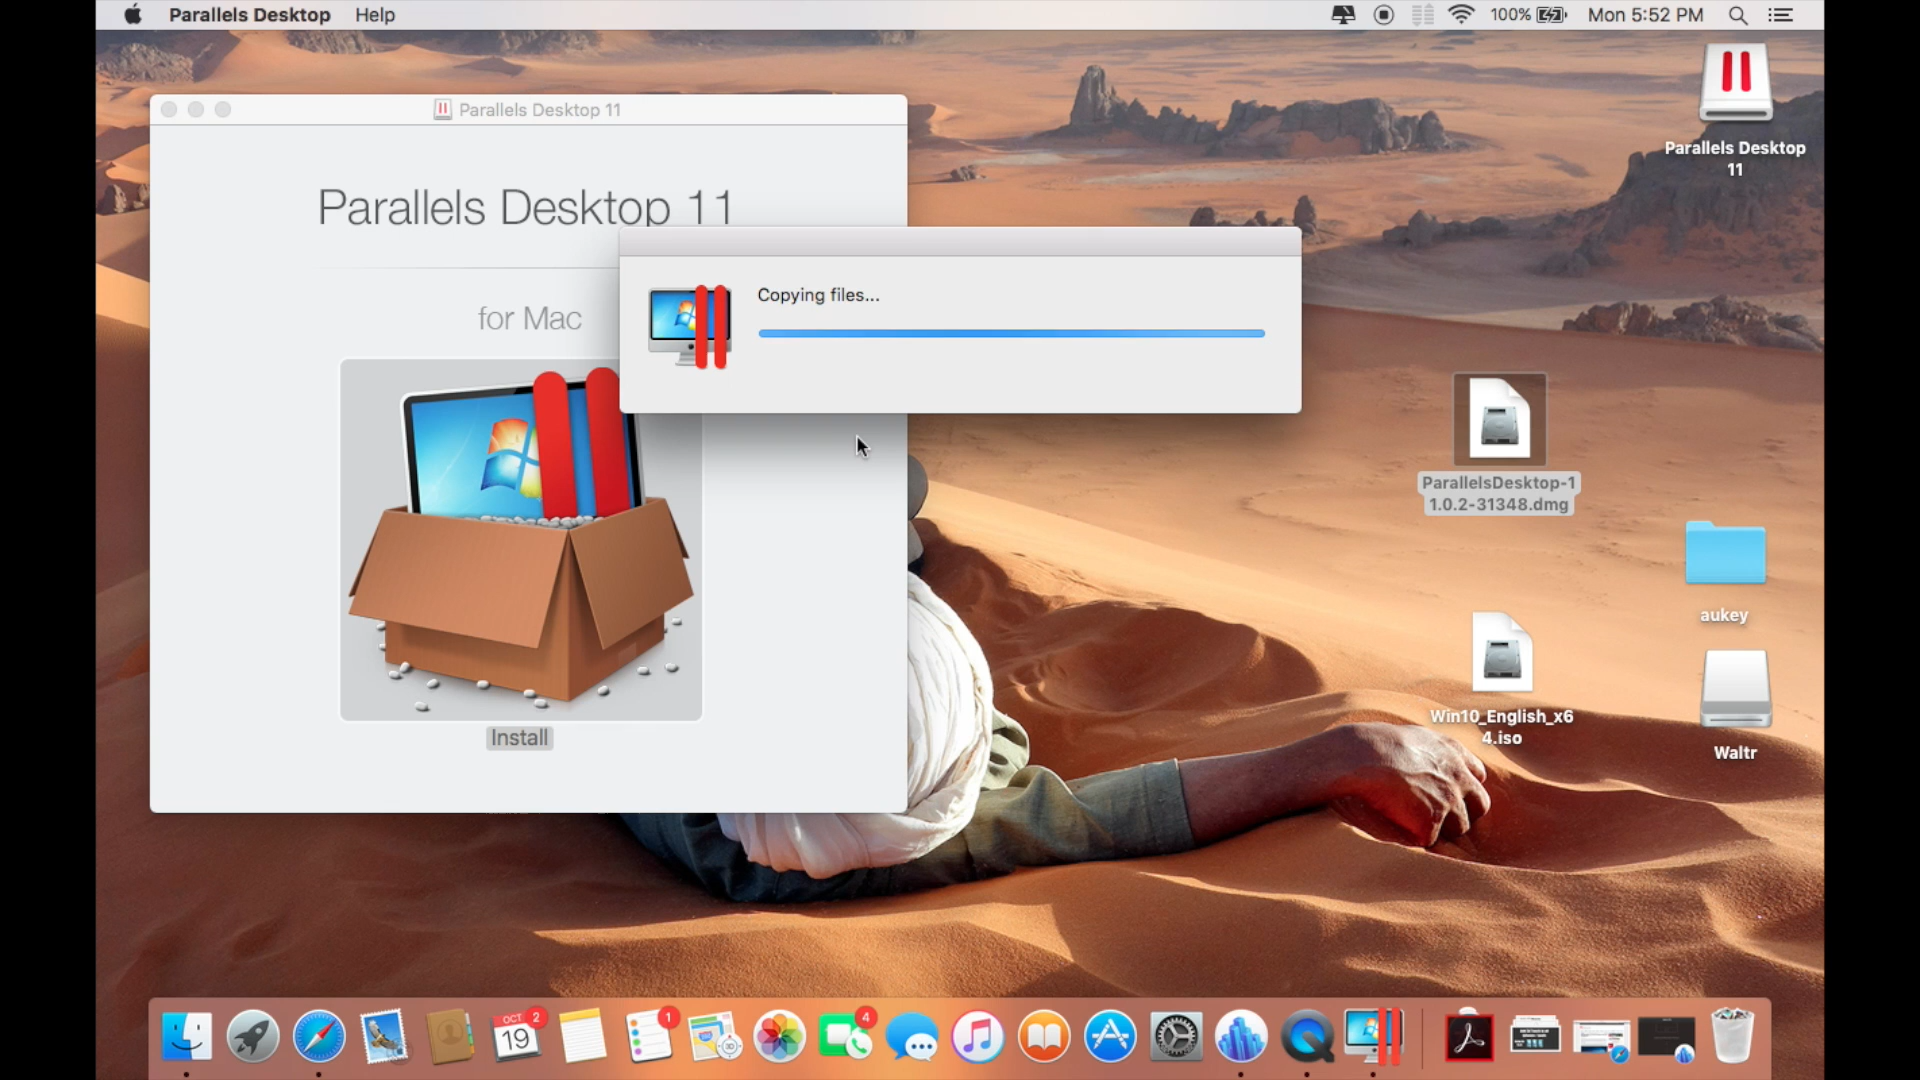 Parallels Desktop Help
100%
Mon 5:52 PM
Parallels Desktop
11
Parallels Desktop 11
Parallels Desktop 11
for Mac
Copying files...
Install
ParallelsDesktop-1
1.0.2-31348.dmg
aukey
Win10_English_x6
4.iso
Waltr
OCT
2
19
1
3D
4